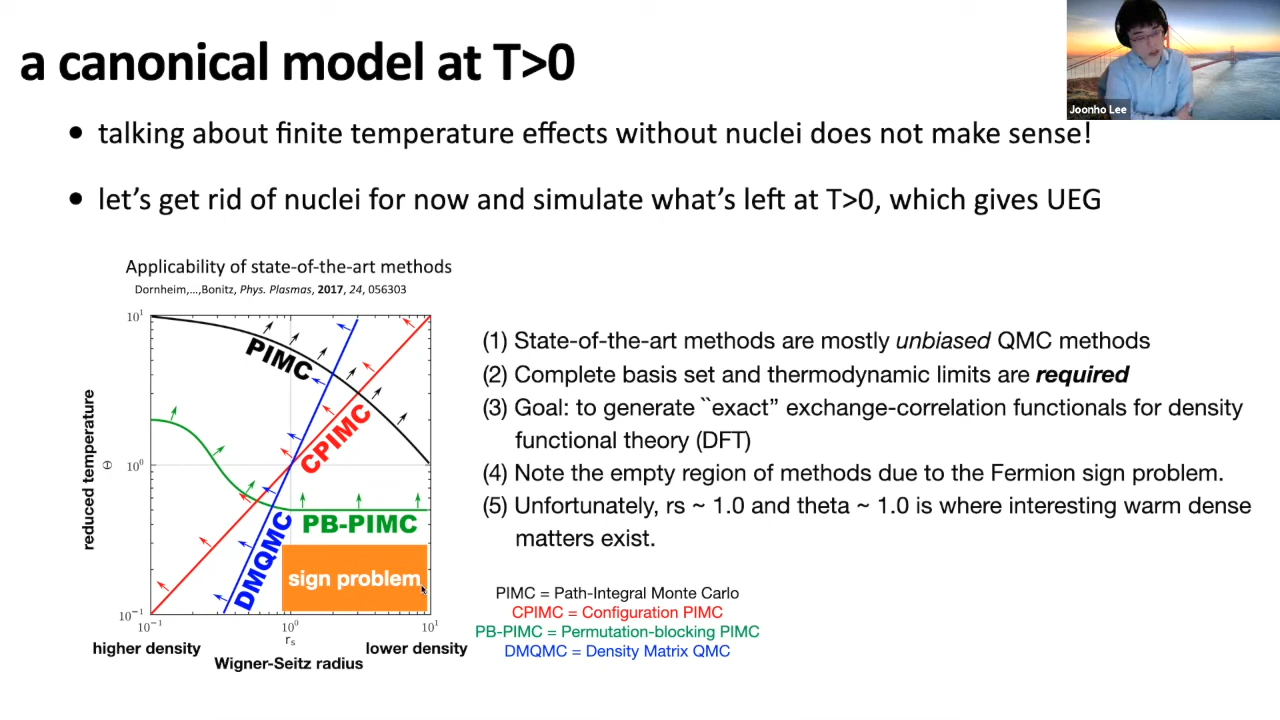 a canonical model at T>0
Joonho Lee
• talking about finite temperature effects without nuclei does not make sense!
• let's get rid of nuclei for now and simulate what's left at T>0, which gives UEG
Applicability of state-of-the-art methods
Dornheim,...,Bonitz, Phys. Plasmas, 2017, 24, 056303
10¹
PIMC
reduced temperature
Θ
10⁰
CPIMC
PB-PIMC
DMQMC
sign problem
10⁻¹
10⁻¹ 10⁰ 10¹
rₛ
higher density
lower density
Wigner-Seitz radius
(1) State-of-the-art methods are mostly unbiased QMC methods
(2) Complete basis set and thermodynamic limits are required
(3) Goal: to generate ``exact" exchange-correlation functionals for density
functional theory (DFT)
(4) Note the empty region of methods due to the Fermion sign problem.
(5) Unfortunately, rs ~ 1.0 and theta ~ 1.0 is where interesting warm dense
matters exist.
PIMC = Path-Integral Monte Carlo
CPIMC = Configuration PIMC
PB-PIMC = Permutation-blocking PIMC
DMQMC = Density Matrix QMC